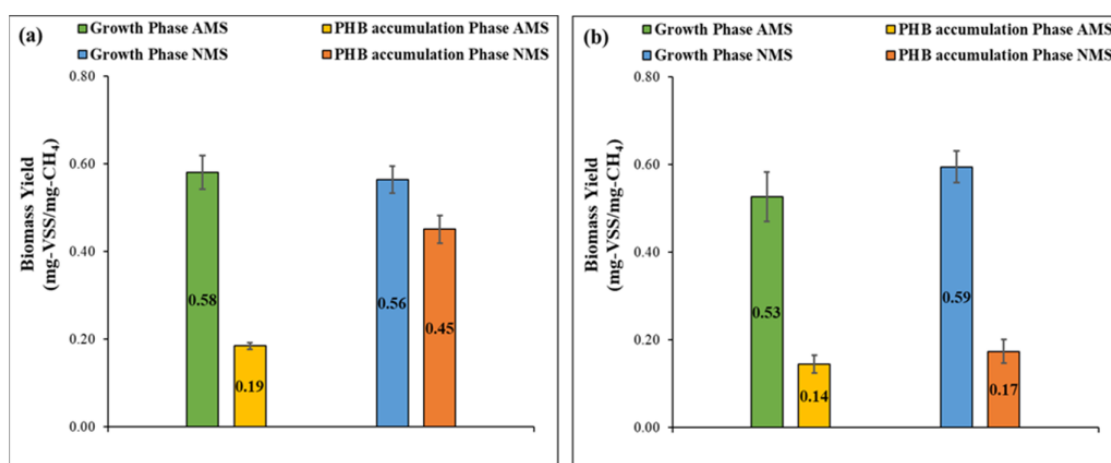 (a)
Growth Phase AMS
PHB accumulation Phase AMS
Growth Phase NMS
PHB accumulation Phase NMS
0.80
0.60
0.40
0.20
0.00
Biomass Yield
(mg-VSS/mg-CH₄)
0.58
0.19
0.56
0.45
(b)
Growth Phase AMS
PHB accumulation Phase AMS
Growth Phase NMS
PHB accumulation Phase NMS
0.80
0.60
0.40
0.20
0.00
Biomass Yield
(mg-VSS/mg-CH₄)
0.53
0.14
0.59
0.17